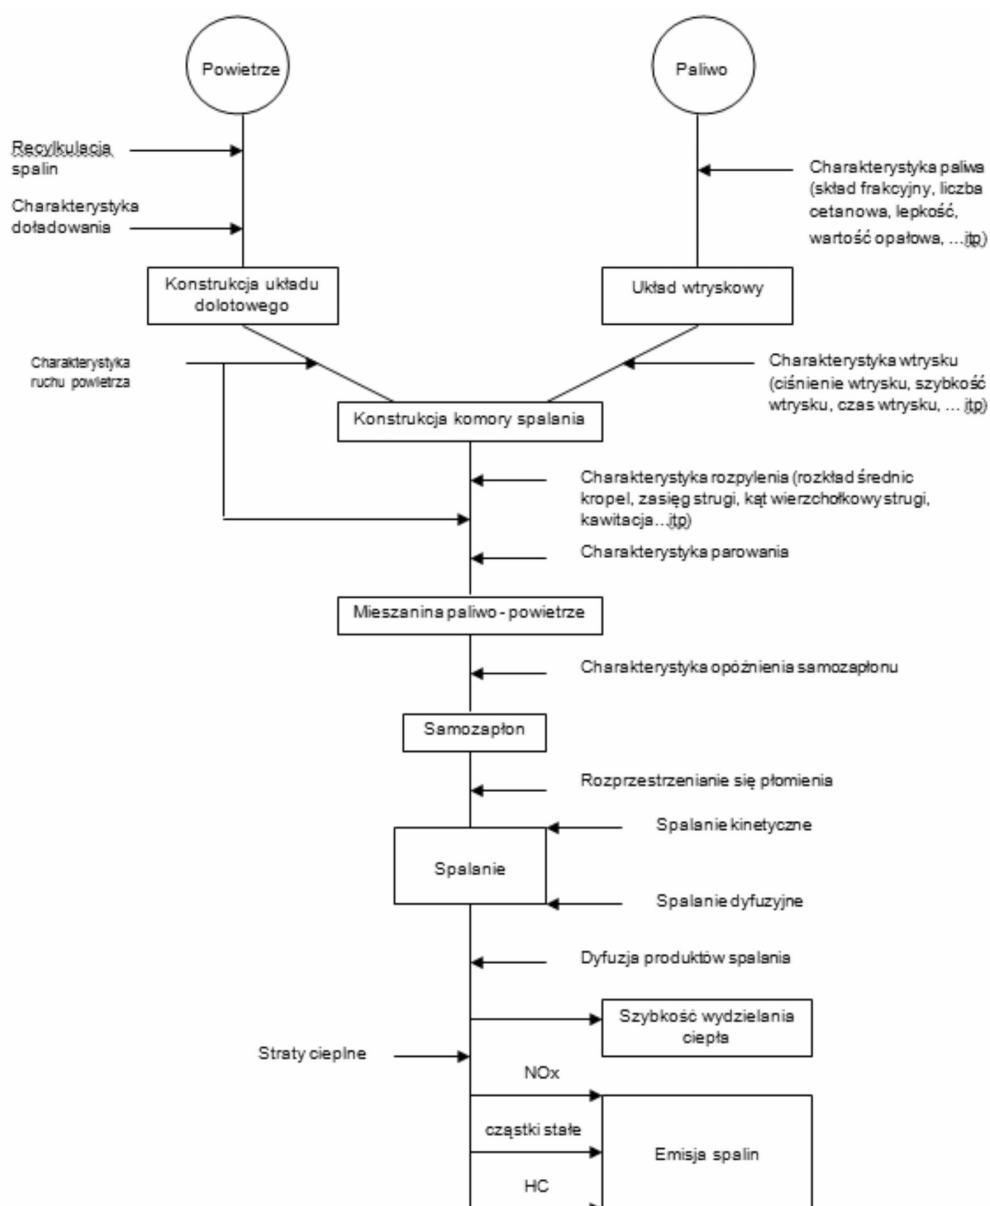 Powietrze
Paliwo
Recylkulacja
spalin
Charakterystyka
doładowania
Charakterystyka paliwa
(skład frakcyjny, liczba
cetanowa, lepkość,
wartość opałowa, ...itp)
Konstrukcja układu
dolotowego
Układ wtryskowy
Charakterystyka
ruchu powietrza
Charakterystyka wtrysku
(ciśnienie wtrysku, szybkość
wtrysku, czas wtrysku, ... itp)
Konstrukcja komory spalania
Charakterystyka rozpylenia (rozkład średnic
kropel, zasięg strugi, kąt wierzchołkowy strugi,
kawitacja...itp)
Charakterystyka parowania
Mieszanina paliwo - powietrze
Charakterystyka opóźnienia samozapłonu
Samozapłon
Rozprzestrzenianie się płomienia
Spalanie kinetyczne
Spalanie
Spalanie dyfuzyjne
Dyfuzja produktów spalania
Szybkość wydzielania
ciepła
Straty cieplne
NOx
cząstki stałe
Emisja spalin
HC